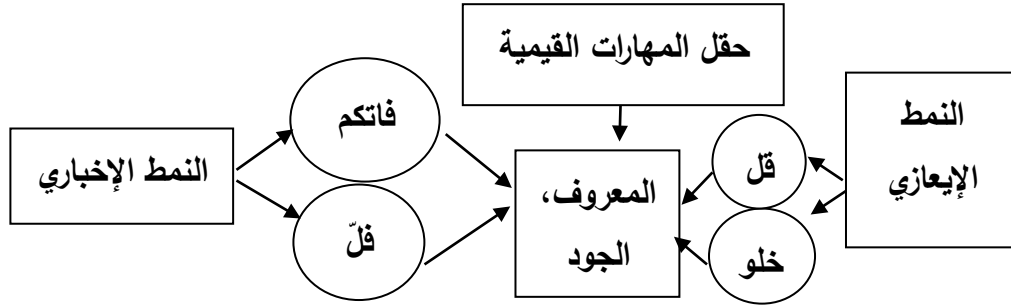 حقل المهارات القيمية
النمط
الإيعازي
قل
خلو
المعروف،
الجود
فاتكم
فلّ
النمط الإخباري